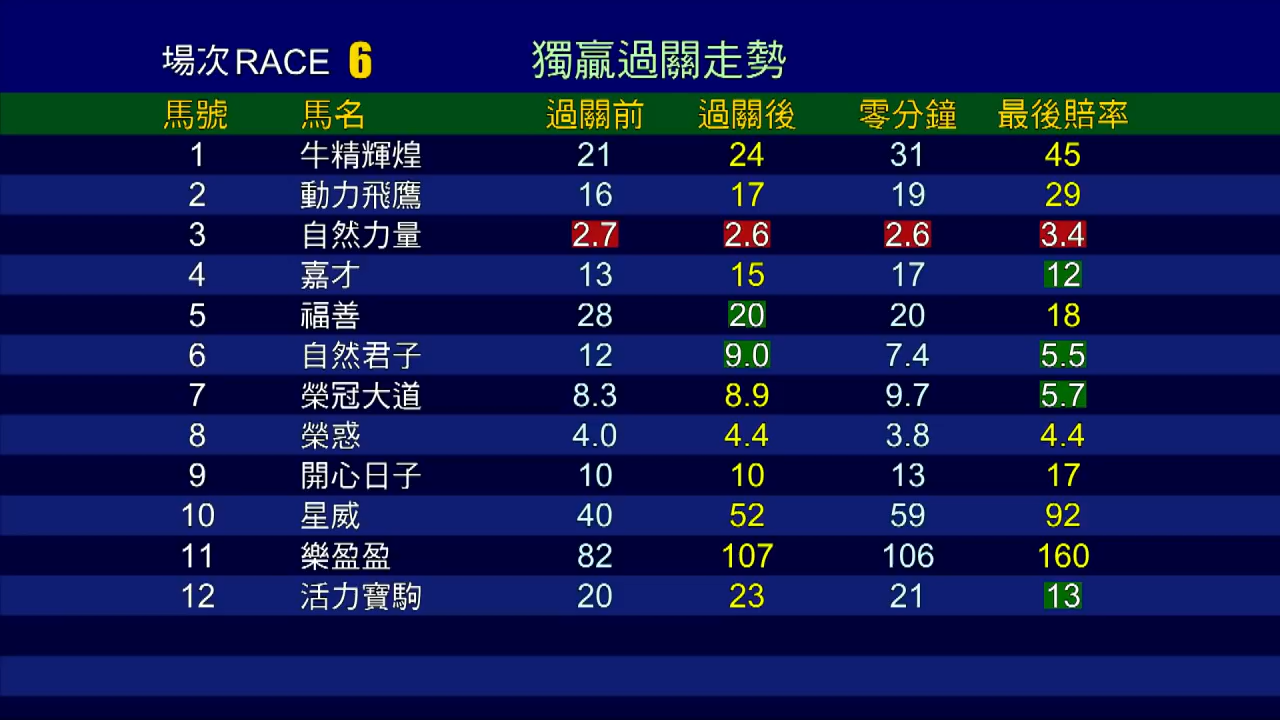 場次RACE 6 獨贏過關走勢
馬號 馬名 過關前 過關後 零分鐘 最後賠率
1 牛精輝煌 21 24 31 45
2 動力飛鷹 16 17 19 29
3 自然力量 2.7 2.6 2.6 3.4
4 嘉才 13 15 17 12
5 福善 28 20 20 18
6 自然君子 12 9.0 7.4 5.5
7 榮冠大道 8.3 8.9 9.7 5.7
8 榮惑 4.0 4.4 3.8 4.4
9 開心日子 10 10 13 17
10 星威 40 52 59 92
11 樂盈盈 82 107 106 160
12 活力寶駒 20 23 21 13